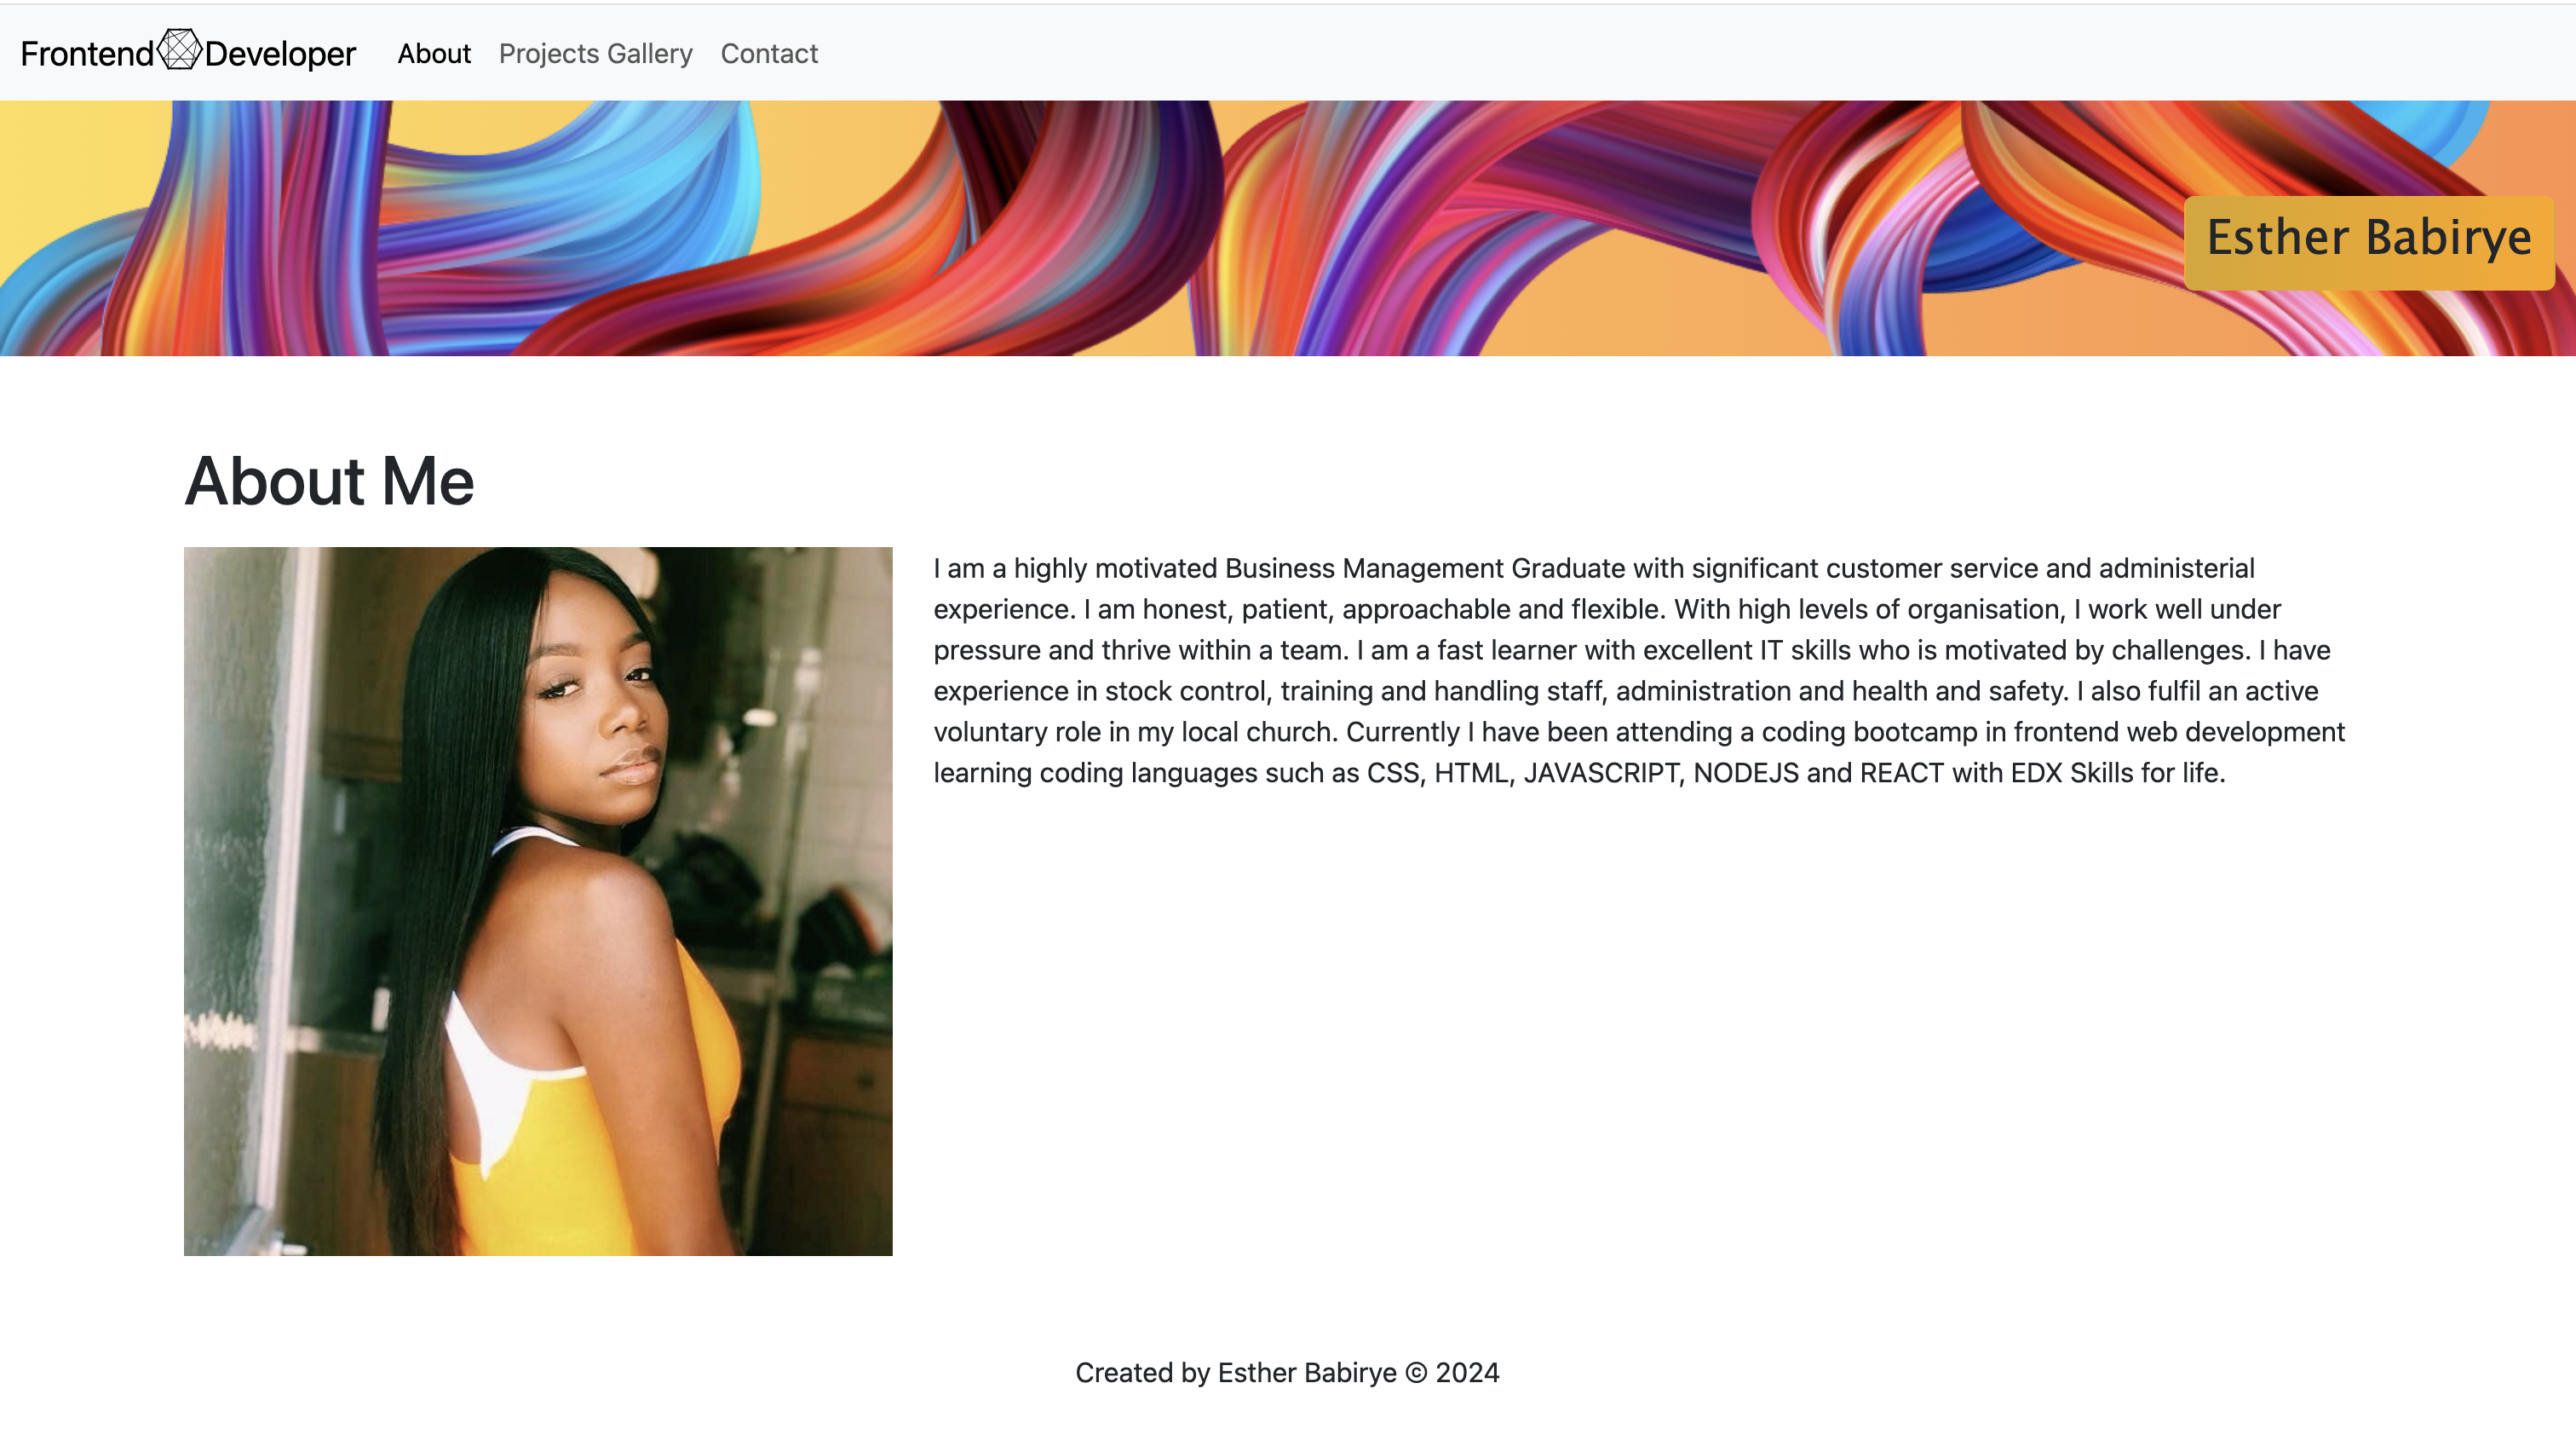 Frontend Developer About Projects Gallery Contact
Esther Babirye
About Me
I am a highly motivated Business Management Graduate with significant customer service and administerial
experience. I am honest, patient, approachable and flexible. With high levels of organisation, I work well under
pressure and thrive within a team. I am a fast learner with excellent IT skills who is motivated by challenges. I have
experience in stock control, training and handling staff, administration and health and safety. I also fulfil an active
voluntary role in my local church. Currently I have been attending a coding bootcamp in frontend web development
learning coding languages such as CSS, HTML, JAVASCRIPT, NODEJS and REACT with EDX Skills for life.
Created by Esther Babirye © 2024